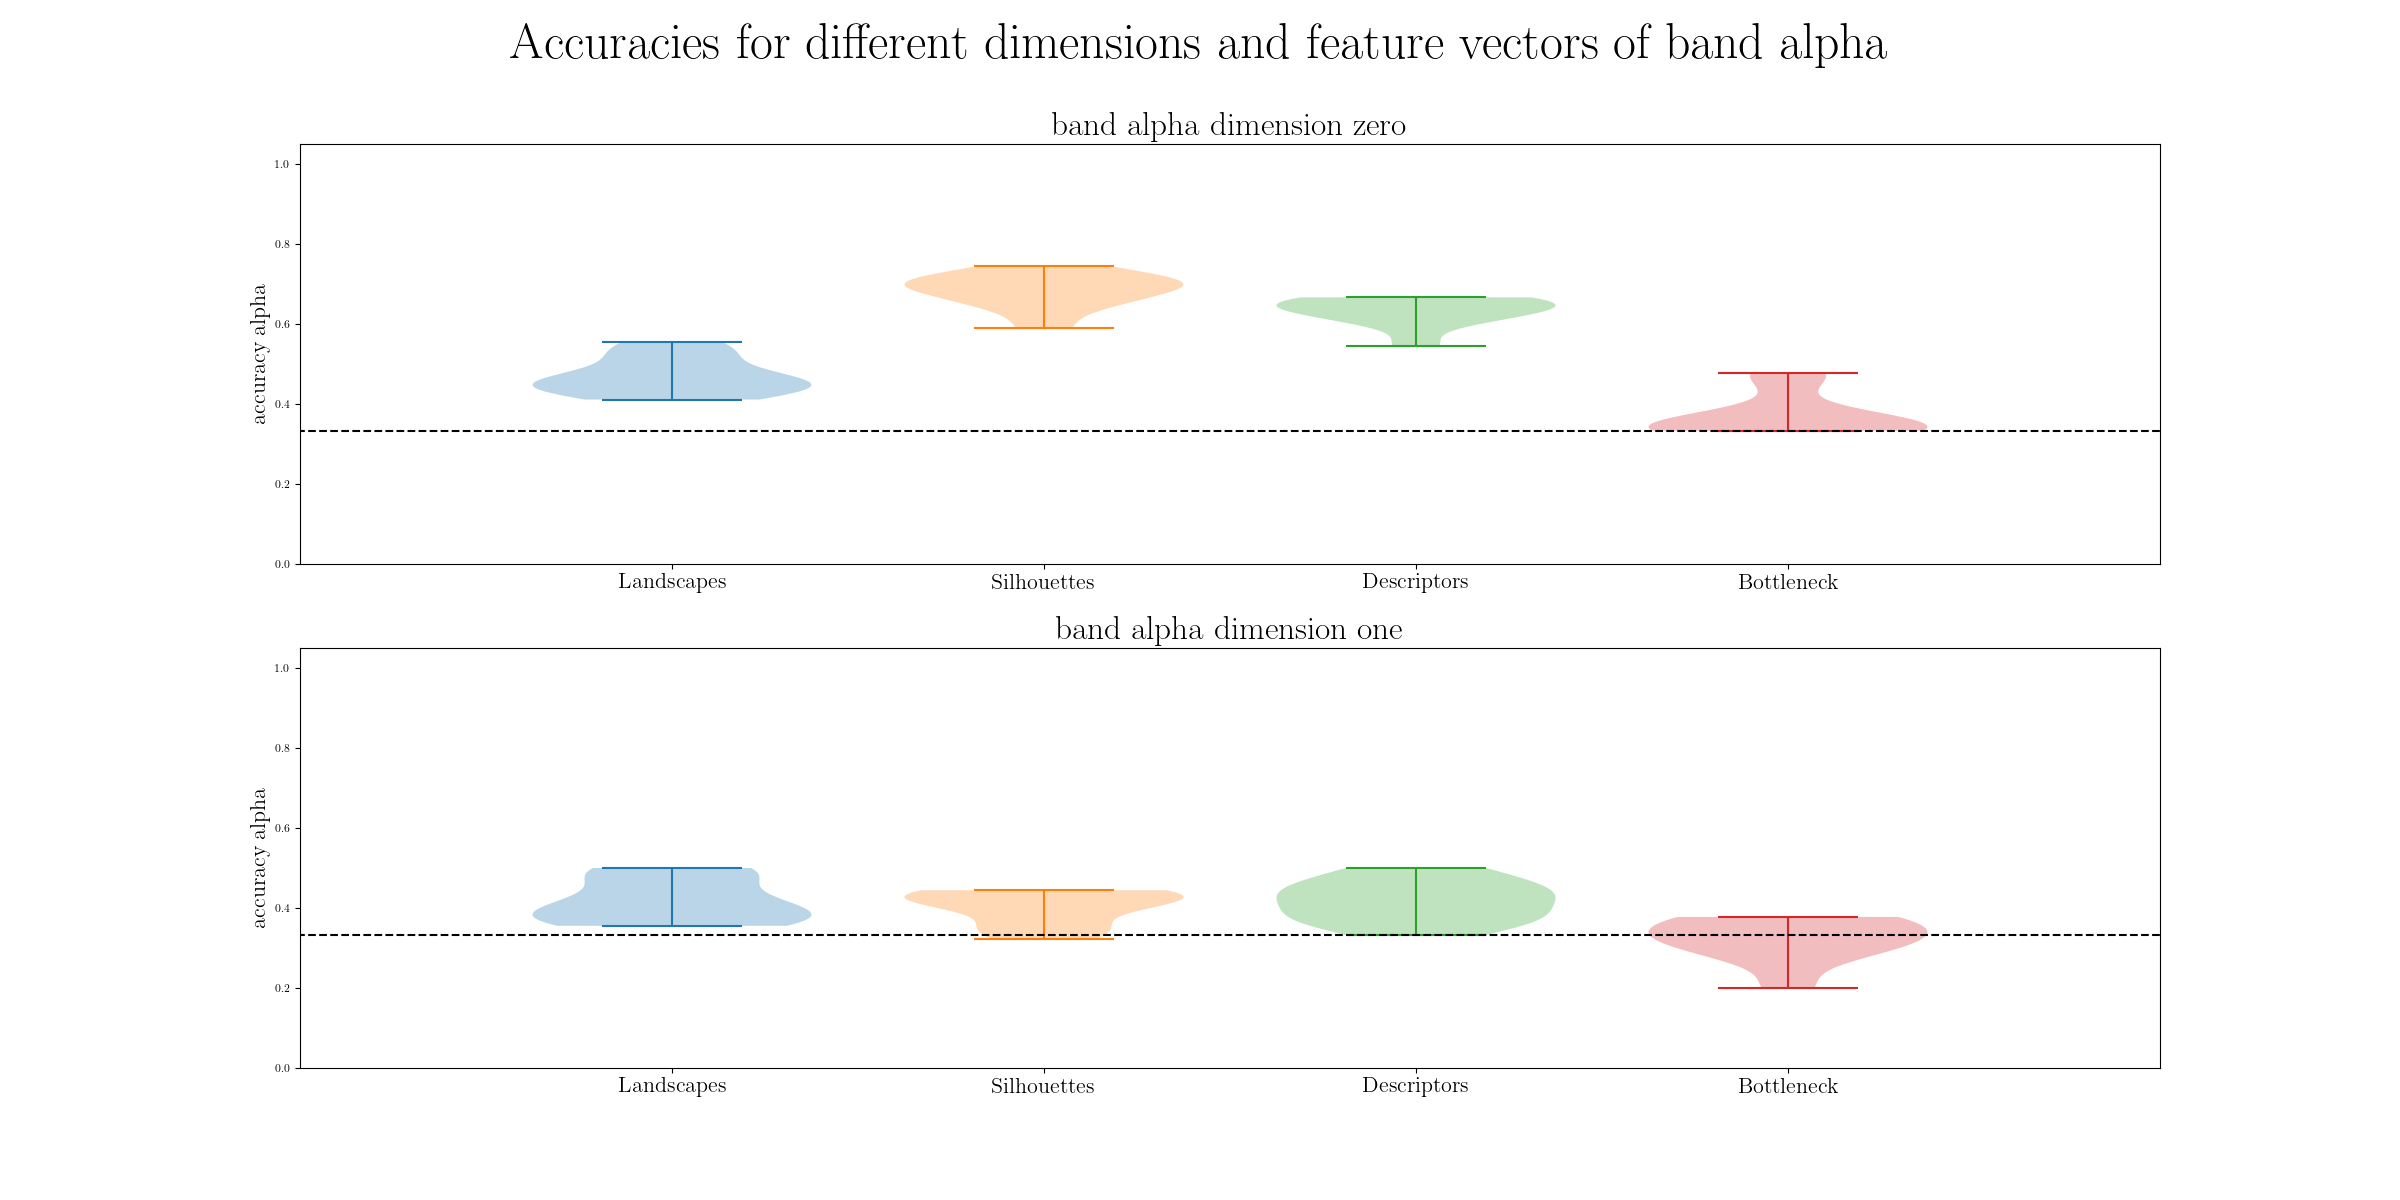 Accuracies for different dimensions and feature vectors of band alpha
band alpha dimension zero
accuracy alpha
1.0
0.8
0.6
0.4
0.2
0.0
Landscapes Silhouettes Descriptors Bottleneck
band alpha dimension one
accuracy alpha
1.0
0.8
0.6
0.4
0.2
0.0
Landscapes Silhouettes Descriptors Bottleneck